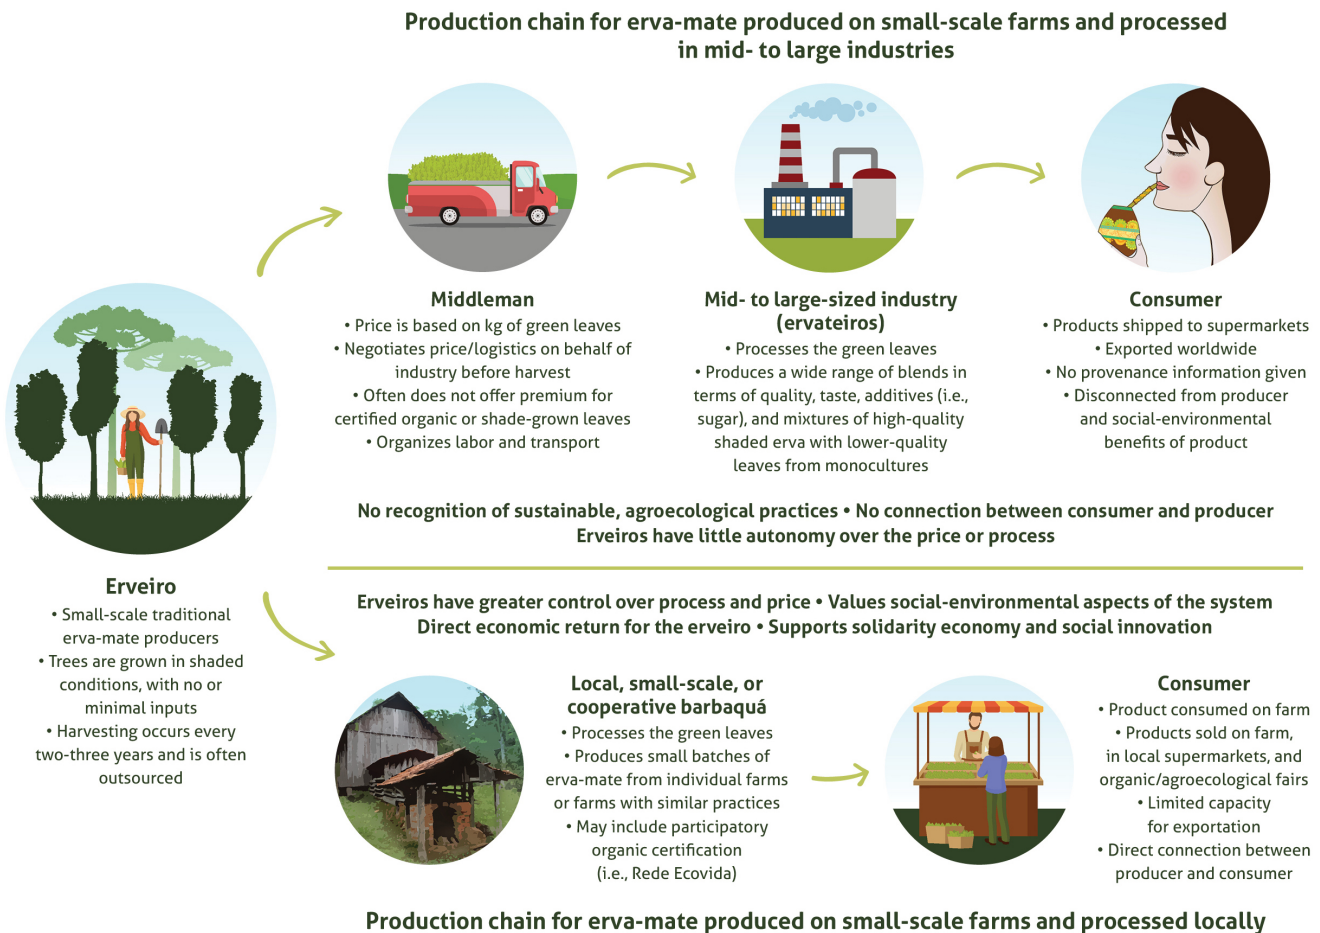 Production chain for erva-mate produced on small-scale farms and processed
in mid- to large industries
Middleman
• Price is based on kg of green leaves
• Negotiates price/logistics on behalf of
industry before harvest
• Often does not offer premium for
certified organic or shade-grown leaves
• Organizes labor and transport
Mid- to large-sized industry
(ervateiros)
• Processes the green leaves
• Produces a wide range of blends in
terms of quality, taste, additives (i.e.,
sugar), and mixtures of high-quality
shaded erva with lower-quality
leaves from monocultures
Consumer
• Products shipped to supermarkets
• Exported worldwide
• No provenance information given
• Disconnected from producer
and social-environmental
benefits of product
No recognition of sustainable, agroecological practices • No connection between consumer and producer
Erveiros have little autonomy over the price or process
Erveiro
• Small-scale traditional
erva-mate producers
• Trees are grown in shaded
conditions, with no or
minimal inputs
• Harvesting occurs every
two-three years and is often
outsourced
Erveiros have greater control over process and price • Values social-environmental aspects of the system
Direct economic return for the erveiro • Supports solidarity economy and social innovation
Local, small-scale, or
cooperative barbaquá
• Processes the green leaves
• Produces small batches of
erva-mate from individual farms
or farms with similar practices
• May include participatory
organic certification
(i.e., Rede Ecovida)
Consumer
• Product consumed on farm
• Products sold on farm,
in local supermarkets, and
organic/agroecological fairs
• Limited capacity
for exportation
• Direct connection between
producer and consumer
Production chain for erva-mate produced on small-scale farms and processed locally